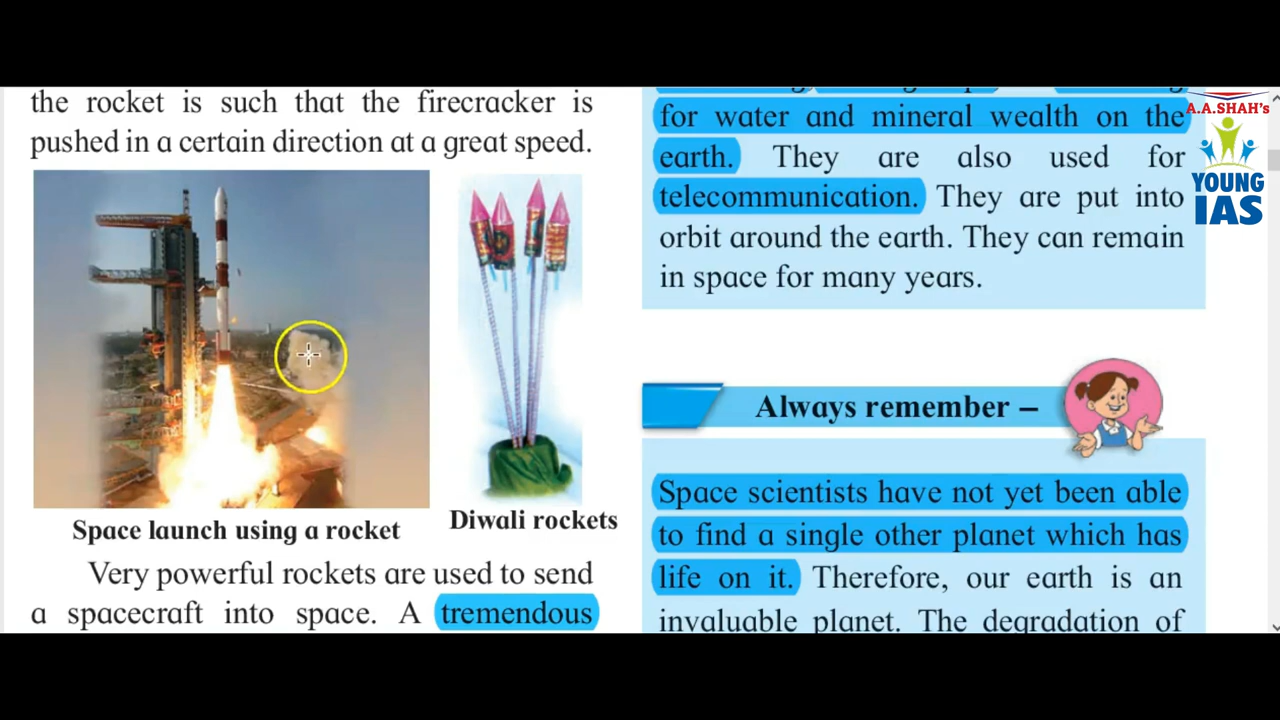 the rocket is such that the firecracker is
pushed in a certain direction at a great speed.
Space launch using a rocket
Diwali rockets
Very powerful rockets are used to send
a spacecraft into space. A tremendous
for water and mineral wealth on the
earth. They are also used for
telecommunication. They are put into
orbit around the earth. They can remain
in space for many years.
Always remember –
Space scientists have not yet been able
to find a single other planet which has
life on it. Therefore, our earth is an
invaluable planet. The degradation of
A.A.SHAH's
YOUNG
IAS